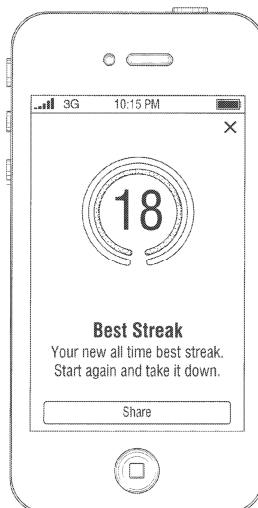 3G 10:15 PM
×
18
Best Streak
Your new all time best streak.
Start again and take it down.
Share